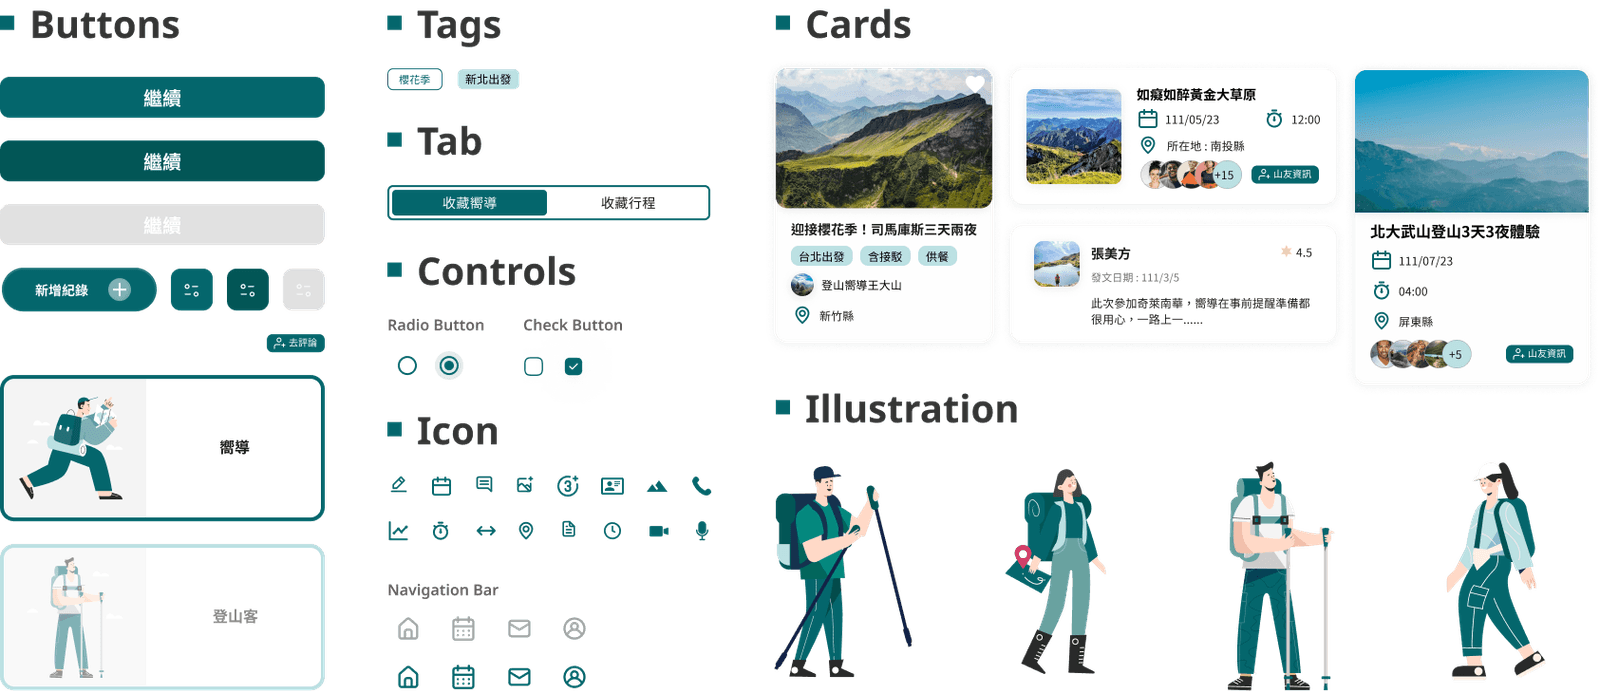 Buttons
繼續
繼續
繼續
新增紀錄
去評論
嚮導
登山客
Tags
櫻花季
新北出發
Tab
收藏嚮導
收藏行程
Controls
Radio Button
Check Button
Icon
3
Navigation Bar
Cards
迎接櫻花季！司馬庫斯三天兩夜
台北出發
含接駁
供餐
登山嚮導王大山
新竹縣
如癡如醉黃金大草原
111/05/23
12:00
所在地 : 南投縣
+15
山友資訊
張美方
4.5
發文日期 : 111/3/5
此次參加奇萊南華，嚮導在事前提醒準備都
很用心，一路上一......
北大武山登山3天3夜體驗
111/07/23
04:00
屏東縣
+5
山友資訊
Illustration